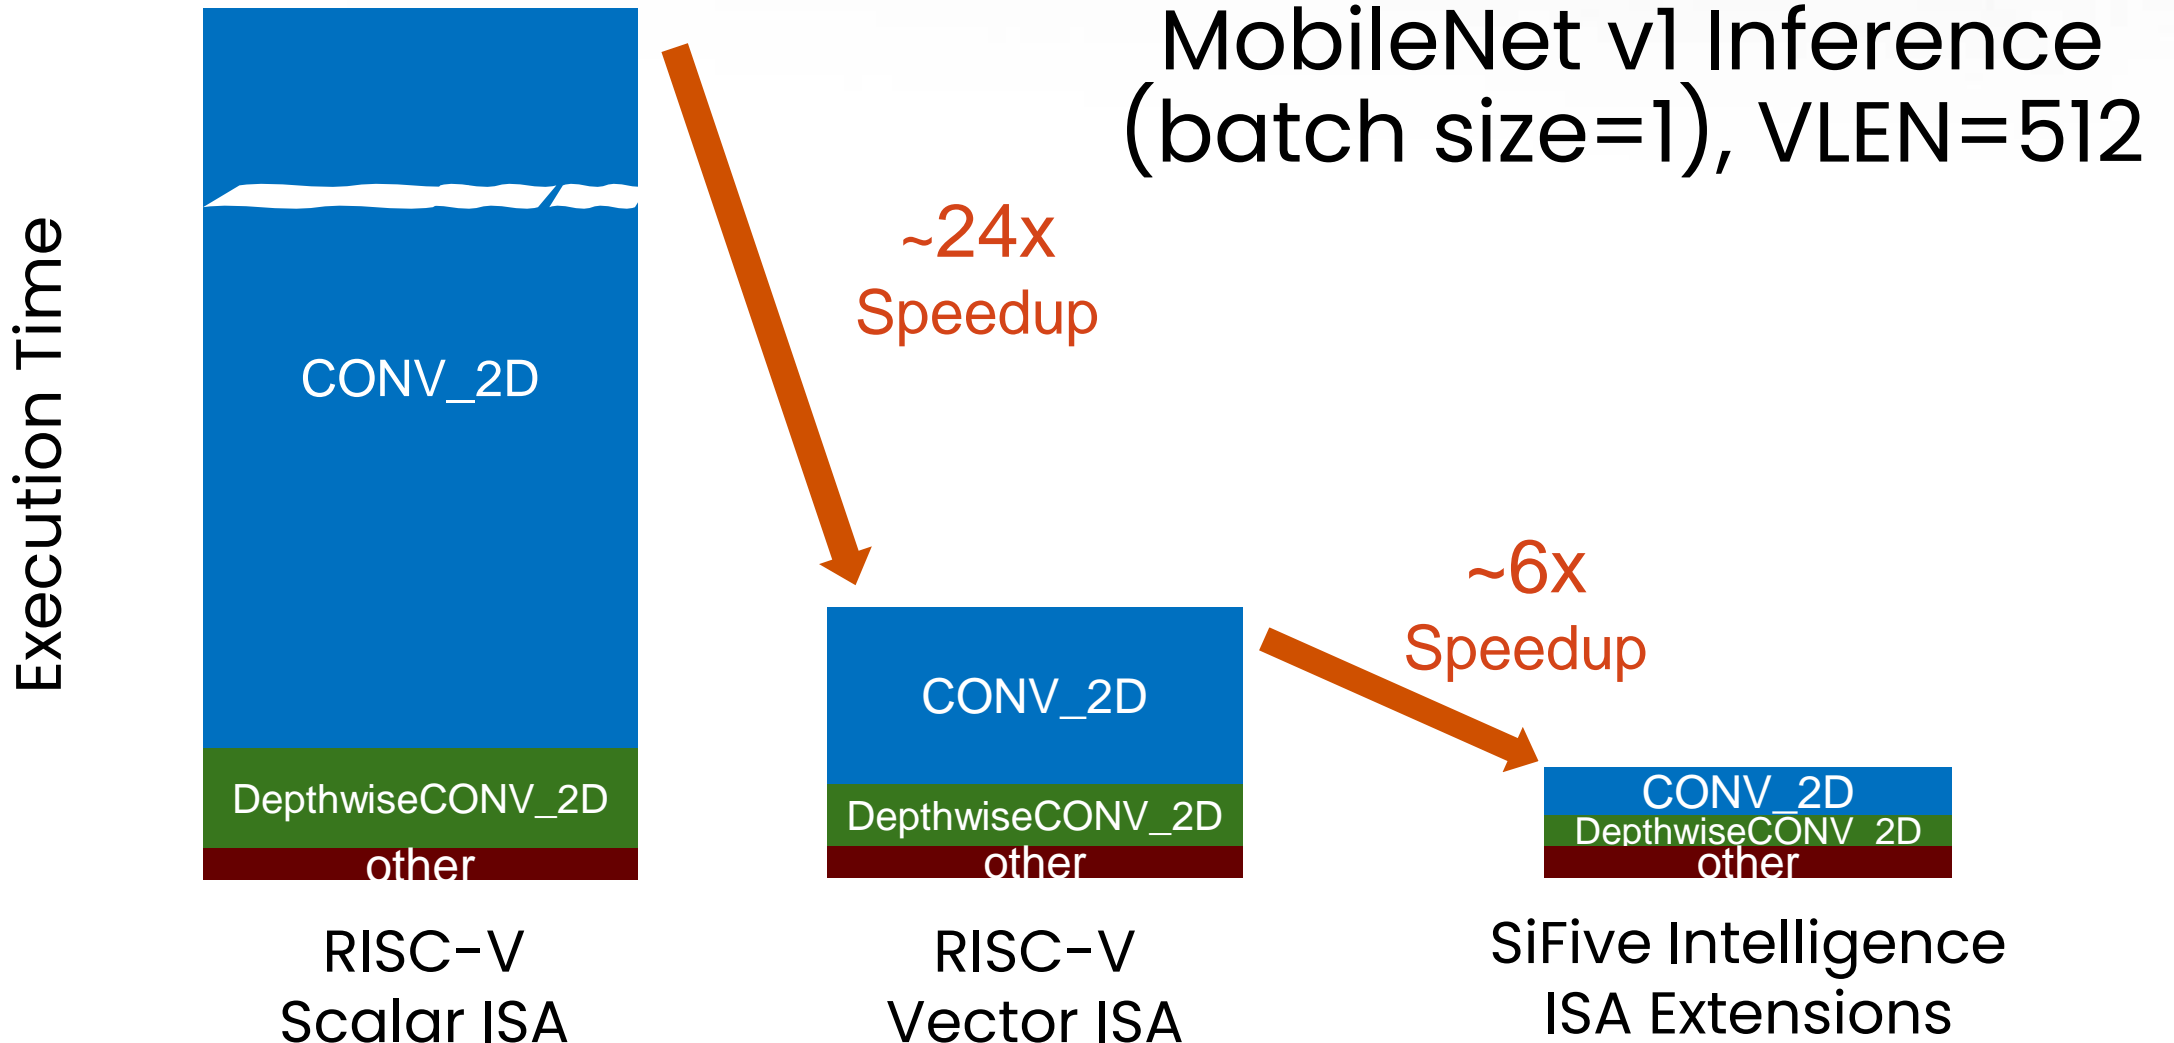 MobileNet v1 Inference
(batch size=1), VLEN=512
Execution Time
~24x
Speedup
~6x
Speedup
CONV_2D
DepthwiseCONV_2D
other
CONV_2D
DepthwiseCONV_2D
other
CONV_2D
DepthwiseCONV_2D
other
RISC-V
Scalar ISA
RISC-V
Vector ISA
SiFive Intelligence
ISA Extensions